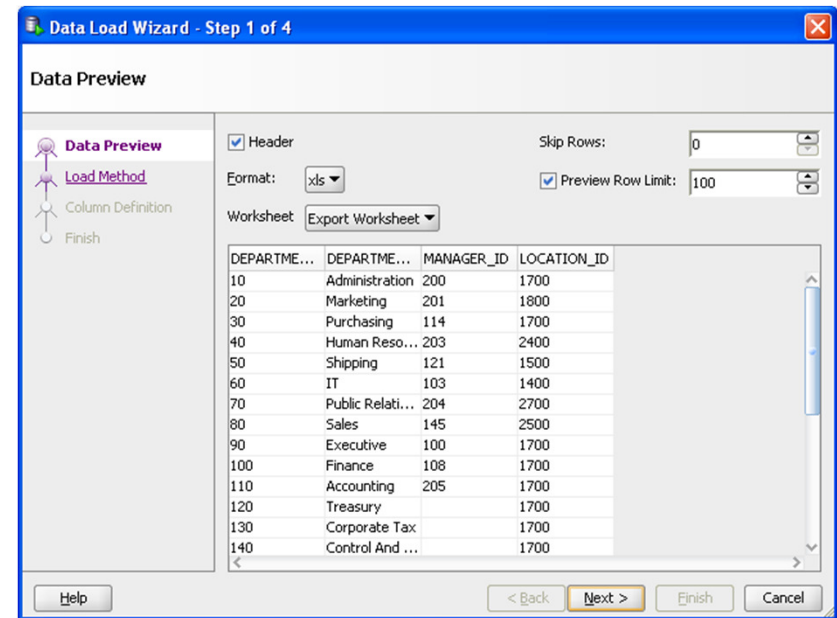 Data Load Wizard - Step 1 of 4
Data Preview
Data Preview
Load Method
Column Definition
Finish
Header
Skip Rows: 0
Format: xls
Preview Row Limit: 100
Worksheet Export Worksheet
DEPARTME... DEPARTME... MANAGER_ID LOCATION_ID
10 Administration 200 1700
20 Marketing 201 1800
30 Purchasing 114 1700
40 Human Reso... 203 2400
50 Shipping 121 1500
60 IT 103 1400
70 Public Relati... 204 2700
80 Sales 145 2500
90 Executive 100 1700
100 Finance 108 1700
110 Accounting 205 1700
120 Treasury 1700
130 Corporate Tax 1700
140 Control And ... 1700
Help < Back Next > Finish Cancel